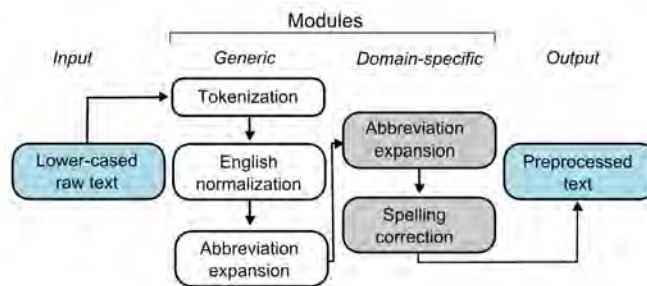 Modules
Input
Generic
Domain-specific
Output
Tokenization
Lower-cased
raw text
English
normalization
Abbreviation
expansion
Abbreviation
expansion
Spelling
correction
Preprocessed
text